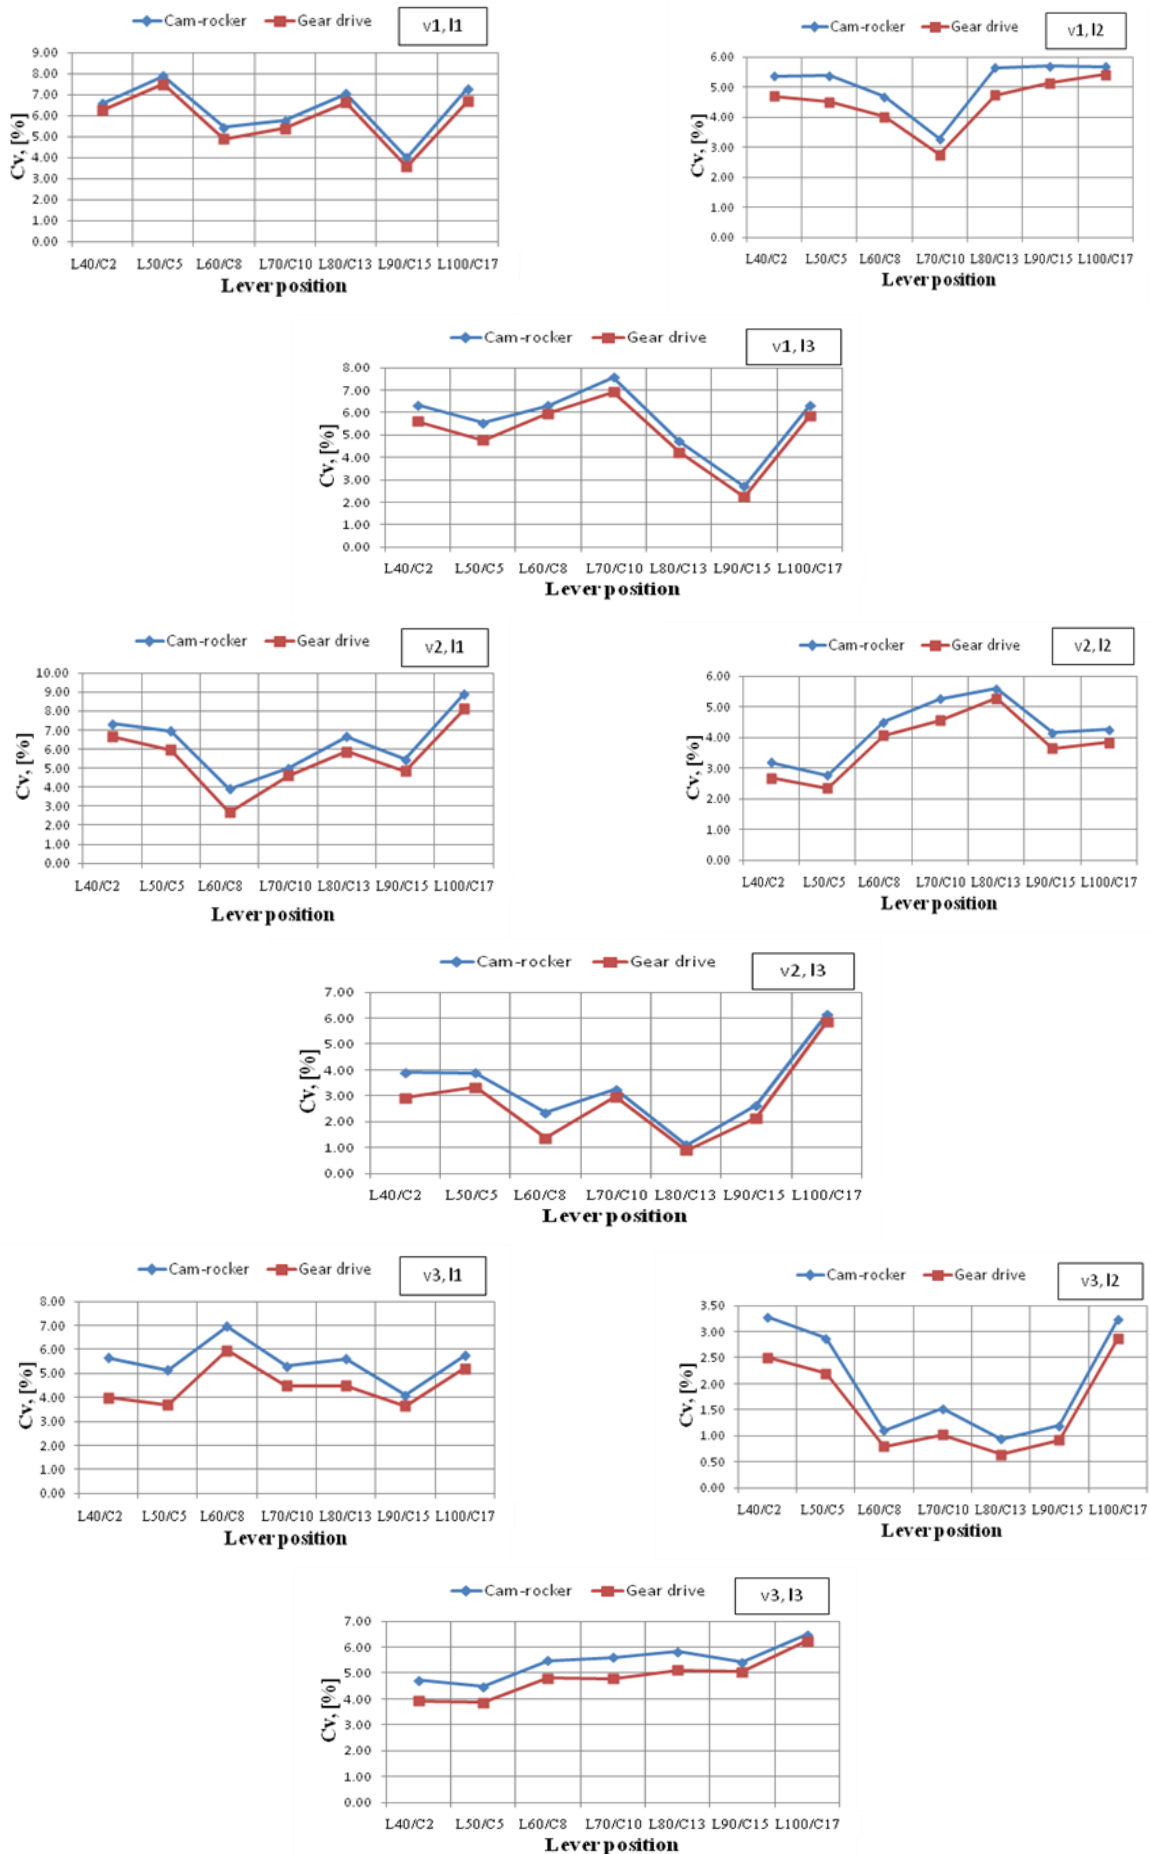 Cam-rocker Gear drive v1, l1
9.00
8.00
7.00
6.00
5.00
4.00
3.00
2.00
1.00
0.00
Cv, [%]
L40/C2 L50/C5 L60/C8 L70/C10 L80/C13 L90/C15 L100/C17
Lever position
Cam-rocker Gear drive v1, l2
6.00
5.00
4.00
3.00
2.00
1.00
0.00
Cv, [%]
L40/C2 L50/C5 L60/C8 L70/C10 L80/C13 L90/C15 L100/C17
Lever position
Cam-rocker Gear drive v1, l3
8.00
7.00
6.00
5.00
4.00
3.00
2.00
1.00
0.00
Cv, [%]
L40/C2 L50/C5 L60/C8 L70/C10 L80/C13 L90/C15 L100/C17
Lever position
Cam-rocker Gear drive v2, l1
10.00
9.00
8.00
7.00
6.00
5.00
4.00
3.00
2.00
1.00
0.00
Cv, [%]
L40/C2 L50/C5 L60/C8 L70/C10 L80/C13 L90/C15 L100/C17
Lever position
Cam-rocker Gear drive v2, l2
6.00
5.00
4.00
3.00
2.00
1.00
0.00
Cv, [%]
L40/C2 L50/C5 L60/C8 L70/C10 L80/C13 L90/C15 L100/C17
Lever position
Cam-rocker Gear drive v2, l3
7.00
6.00
5.00
4.00
3.00
2.00
1.00
0.00
Cv, [%]
L40/C2 L50/C5 L60/C8 L70/C10 L80/C13 L90/C15 L100/C17
Lever position
Cam-rocker Gear drive v3, l1
8.00
7.00
6.00
5.00
4.00
3.00
2.00
1.00
0.00
Cv, [%]
L40/C2 L50/C5 L60/C8 L70/C10 L80/C13 L90/C15 L100/C17
Lever position
Cam-rocker Gear drive v3, l2
3.50
3.00
2.50
2.00
1.50
1.00
0.50
0.00
Cv, [%]
L40/C2 L50/C5 L60/C8 L70/C10 L80/C13 L90/C15 L100/C17
Lever position
Cam-rocker Gear drive v3, l3
7.00
6.00
5.00
4.00
3.00
2.00
1.00
0.00
Cv, [%]
L40/C2 L50/C5 L60/C8 L70/C10 L80/C13 L90/C15 L100/C17
Lever position